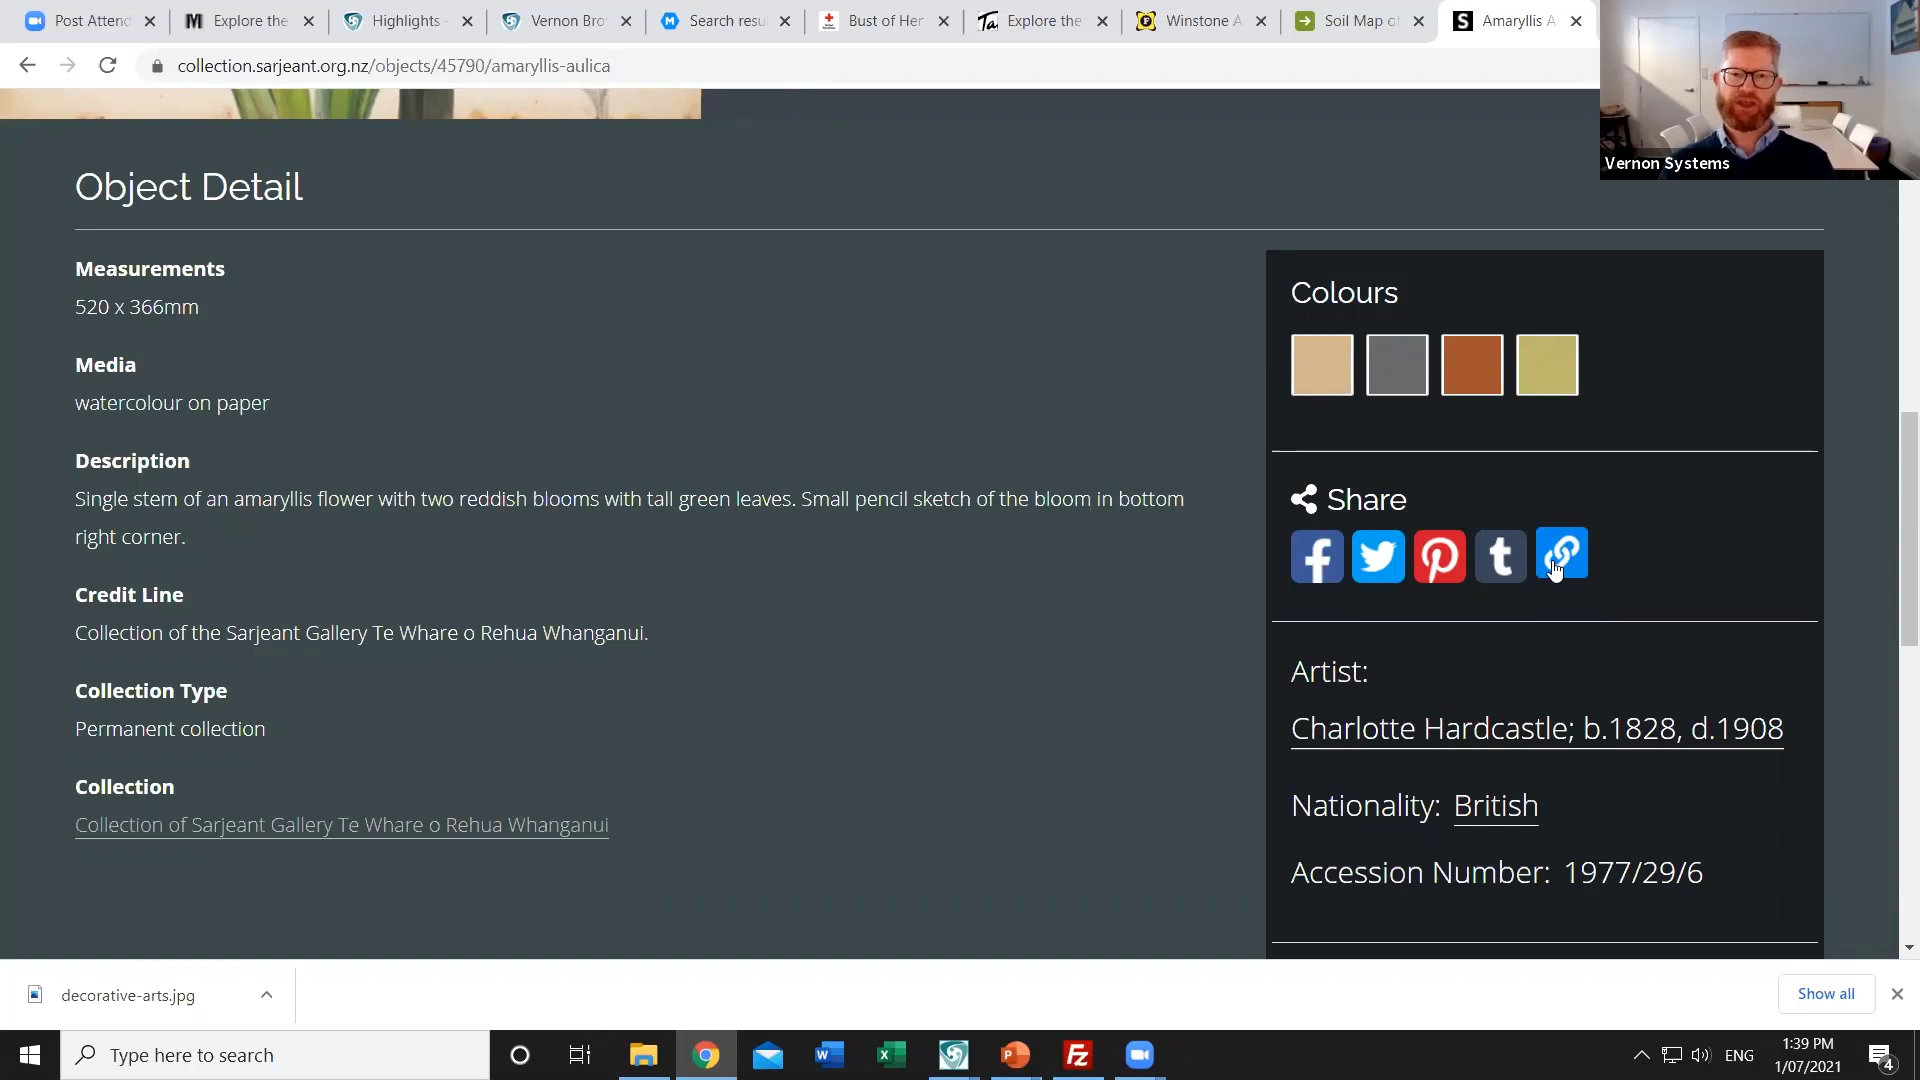 Post Attend
Explore the
Highlights -
Vernon Bro
Search resu
Bust of Her
Explore the
Winstone A
Soil Map of
Amaryllis A
collection.sarjeant.org.nz/objects/45790/amaryllis-aulica
Vernon Systems
Object Detail
Measurements
520 x 366mm
Media
watercolour on paper
Description
Single stem of an amaryllis flower with two reddish blooms with tall green leaves. Small pencil sketch of the bloom in bottom
right corner.
Credit Line
Collection of the Sarjeant Gallery Te Whare o Rehua Whanganui.
Collection Type
Permanent collection
Collection
Collection of Sarjeant Gallery Te Whare o Rehua Whanganui
Colours
Share
Artist:
Charlotte Hardcastle; b.1828, d.1908
Nationality: British
Accession Number: 1977/29/6
decorative-arts.jpg
Show all
Type here to search
ENG
1:39 PM
1/07/2021
4